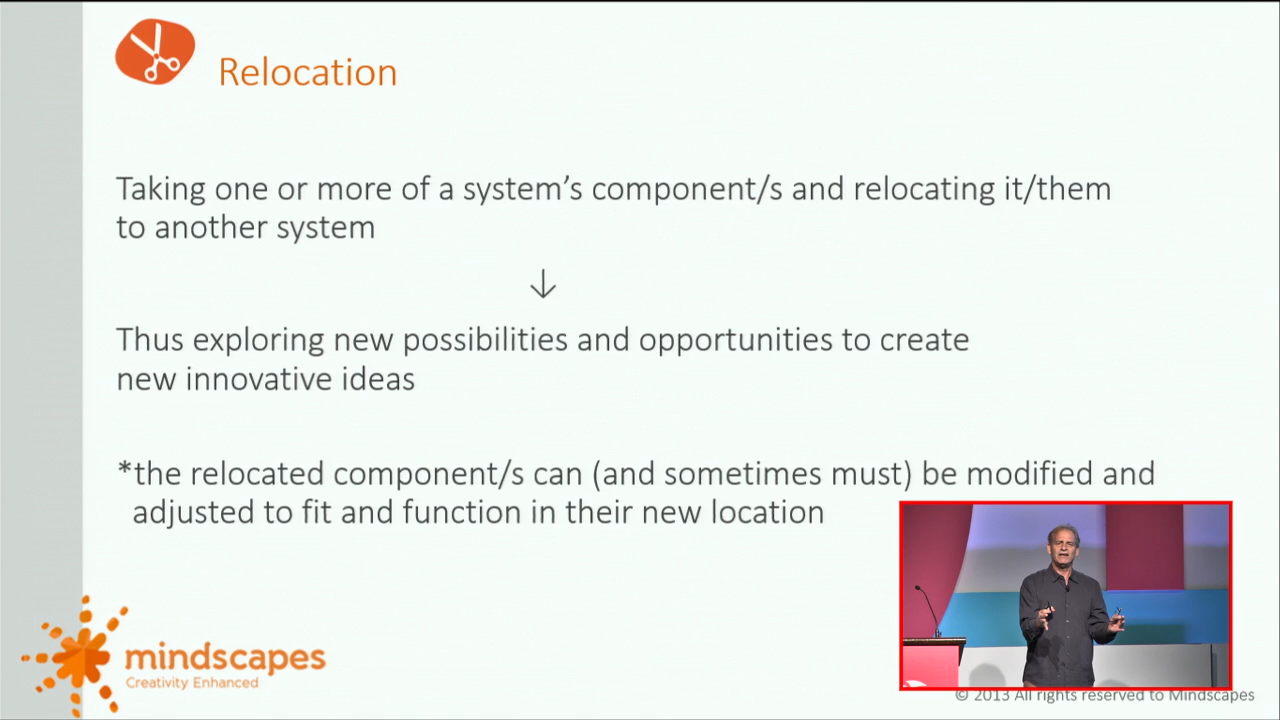 Relocation
Taking one or more of a system’s component/s and relocating it/them
to another system
↓
Thus exploring new possibilities and opportunities to create
new innovative ideas
*the relocated component/s can (and sometimes must) be modified and
adjusted to fit and function in their new location
mindscapes
Creativity Enhanced
© 2013 All rights reserved to Mindscapes